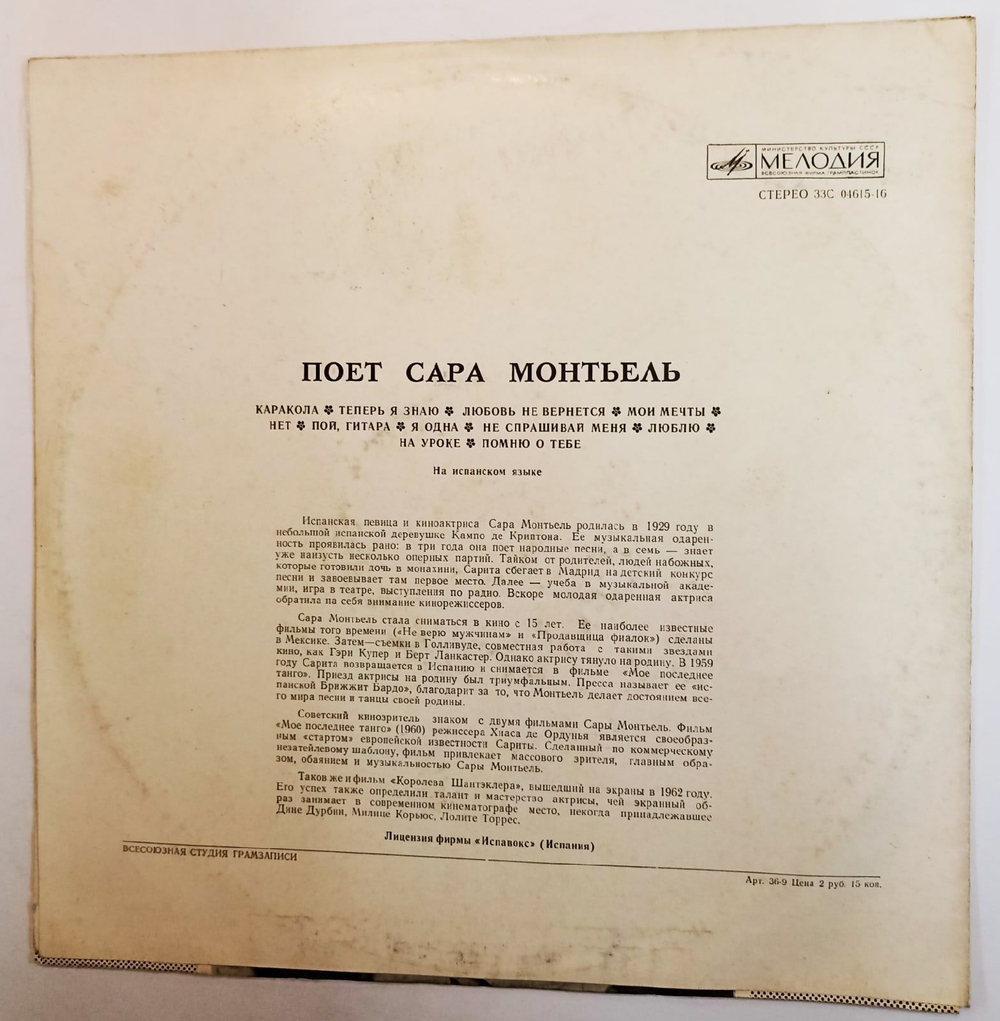 МИНИСТЕРСТВО КУЛЬТУРЫ СССР
МЕЛОДИЯ
ВСЕСОЮЗНАЯ ФИРМА ГРАМПЛАСТИНОК
СТЕРЕО 33С 04615-16
ПОЕТ САРА МОНТЬЕЛЬ
КАРАКОЛА ✽ ТЕПЕРЬ Я ЗНАЮ ✽ ЛЮБОВЬ НЕ ВЕРНЕТСЯ ✽ МОИ МЕЧТЫ ✽
НЕТ ✽ ПОЙ, ГИТАРА ✽ Я ОДНА ✽ НЕ СПРАШИВАЙ МЕНЯ ✽ ЛЮБЛЮ ✽
НА УРОКЕ ✽ ПОМНЮ О ТЕБЕ
На испанском языке
Испанская певица и киноактриса Сара Монтьель родилась в 1929 году в
небольшой испанской деревушке Кампо де Криптона. Ее музыкальная одарен-
ность проявилась рано: в три года она поет народные песни, а в семь — знает
уже наизусть несколько оперных партий. Тайком от родителей, людей набожных,
которые готовили дочь в монахини, Сарита сбегает в Мадрид на детский конкурс
песни и завоевывает там первое место. Далее — учеба в музыкальной акаде-
мии, игра в театре, выступления по радио. Вскоре молодая одаренная актриса
обратила на себя внимание кинорежиссеров.
Сара Монтьель стала сниматься в кино с 15 лет. Ее наиболее известные
фильмы того времени («Не верю мужчинам» и «Продавщица фиалок») сделаны
в Мексике. Затем—съемки в Голливуде, совместная работа с такими звездами
кино, как Гэри Купер и Берт Ланкастер. Однако актрису тянуло на родину. В 1959
году Сарита возвращается в Испанию и снимается в фильме «Мое последнее
танго». Приезд актрисы на родину был триумфальным. Пресса называет ее «ис-
панской Брижжит Бардо», благодарит за то, что Монтьель делает достоянием все-
го мира песни и танцы своей родины.
Советский кинозритель знаком с двумя фильмами Сары Монтьель. Фильм
«Мое последнее танго» (1960) режиссера Хиаса де Ордунья является своеобраз-
ным «стартом» европейской известности Сариты. Сделанный по коммерческому
незатейлевому шаблону, фильм привлекает массового зрителя, главным обра-
зом, обаянием и музыкальностью Сары Монтьель.
Таков же и фильм «Королева Шантэклера», вышедший на экраны в 1962 году.
Его успех также определили талант и мастерство актрисы, чей экранный об-
раз занимает в современном кинематографе место, некогда принадлежавшее
Дине Дурбин, Милице Корьюс, Лолите Торрес.
Лицензия фирмы «Испавокс» (Испания)
ВСЕСОЮЗНАЯ СТУДИЯ ГРАМЗАПИСИ
Арт. 36-9 Цена 2 руб. 15 коп.